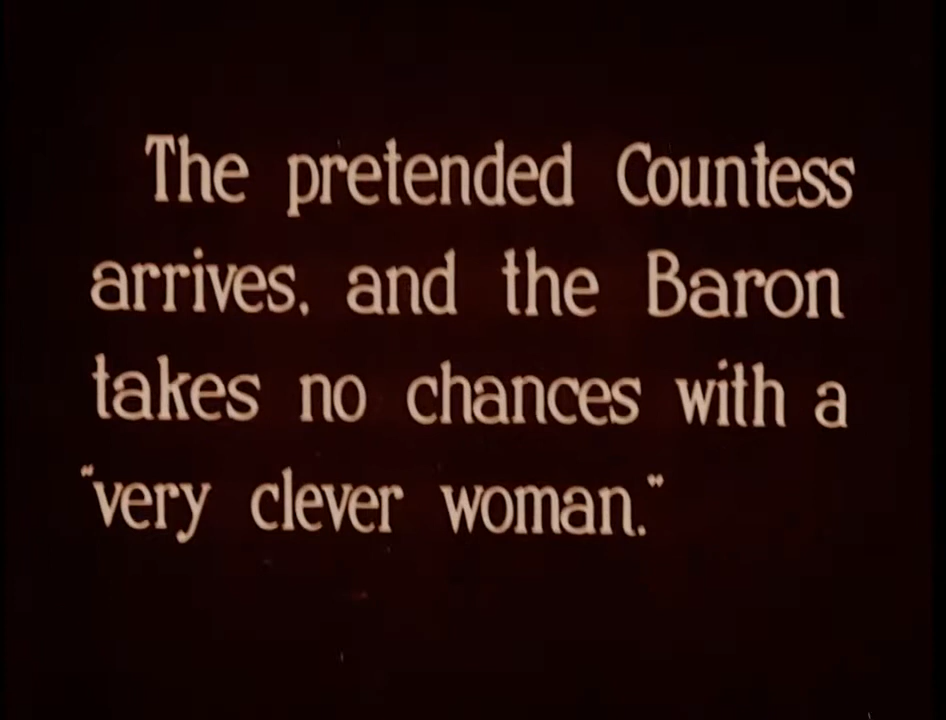 The pretended Countess
arrives, and the Baron
takes no chances with a
"very clever woman."